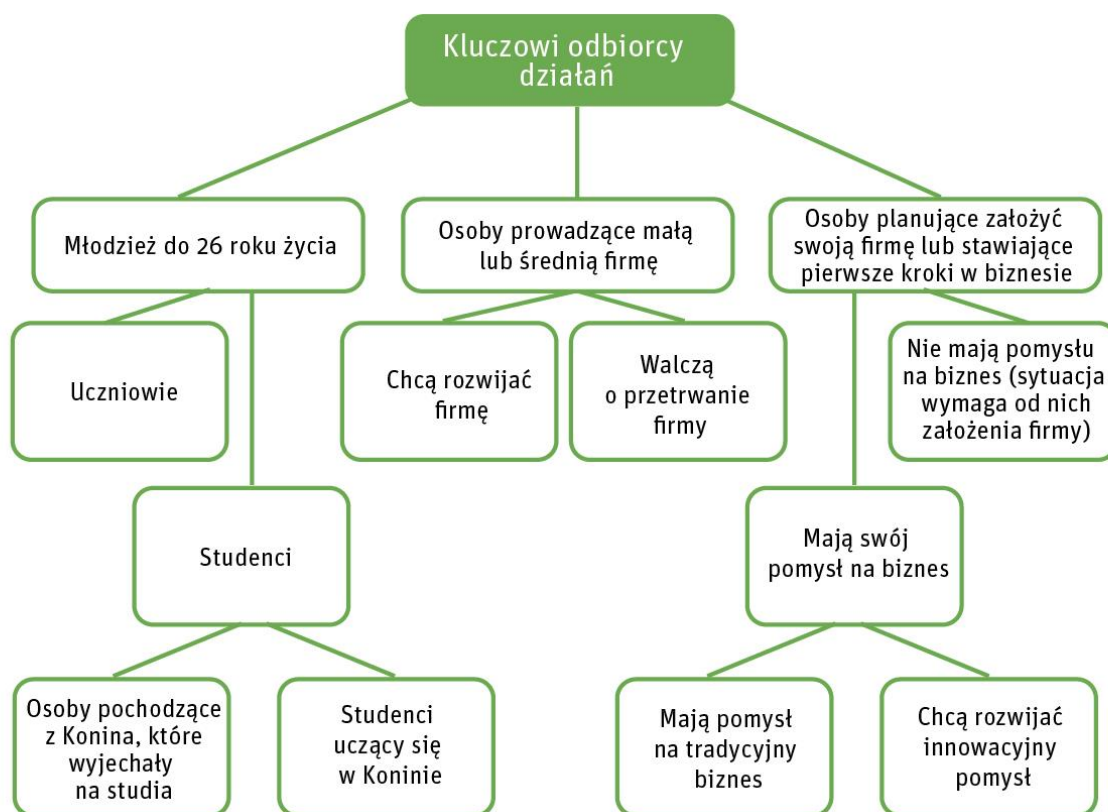 Kluczowi odbiorcy
działań
Młodzież do 26 roku życia
Osoby prowadzące małą
lub średnią firmę
Osoby planujące założyć
swoją firmę lub stawiające
pierwsze kroki w biznesie
Uczniowie
Chcą rozwijać
firmę
Walczą
o przetrwanie
firmy
Nie mają pomysłu
na biznes (sytuacja
wymaga od nich
założenia firmy)
Studenci
Mają swój
pomysł na biznes
Osoby pochodzące
z Konina, które
wyjechały
na studia
Studenci
uczący się
w Koninie
Mają pomysł
na tradycyjny
biznes
Chcą rozwijać
innowacyjny
pomysł